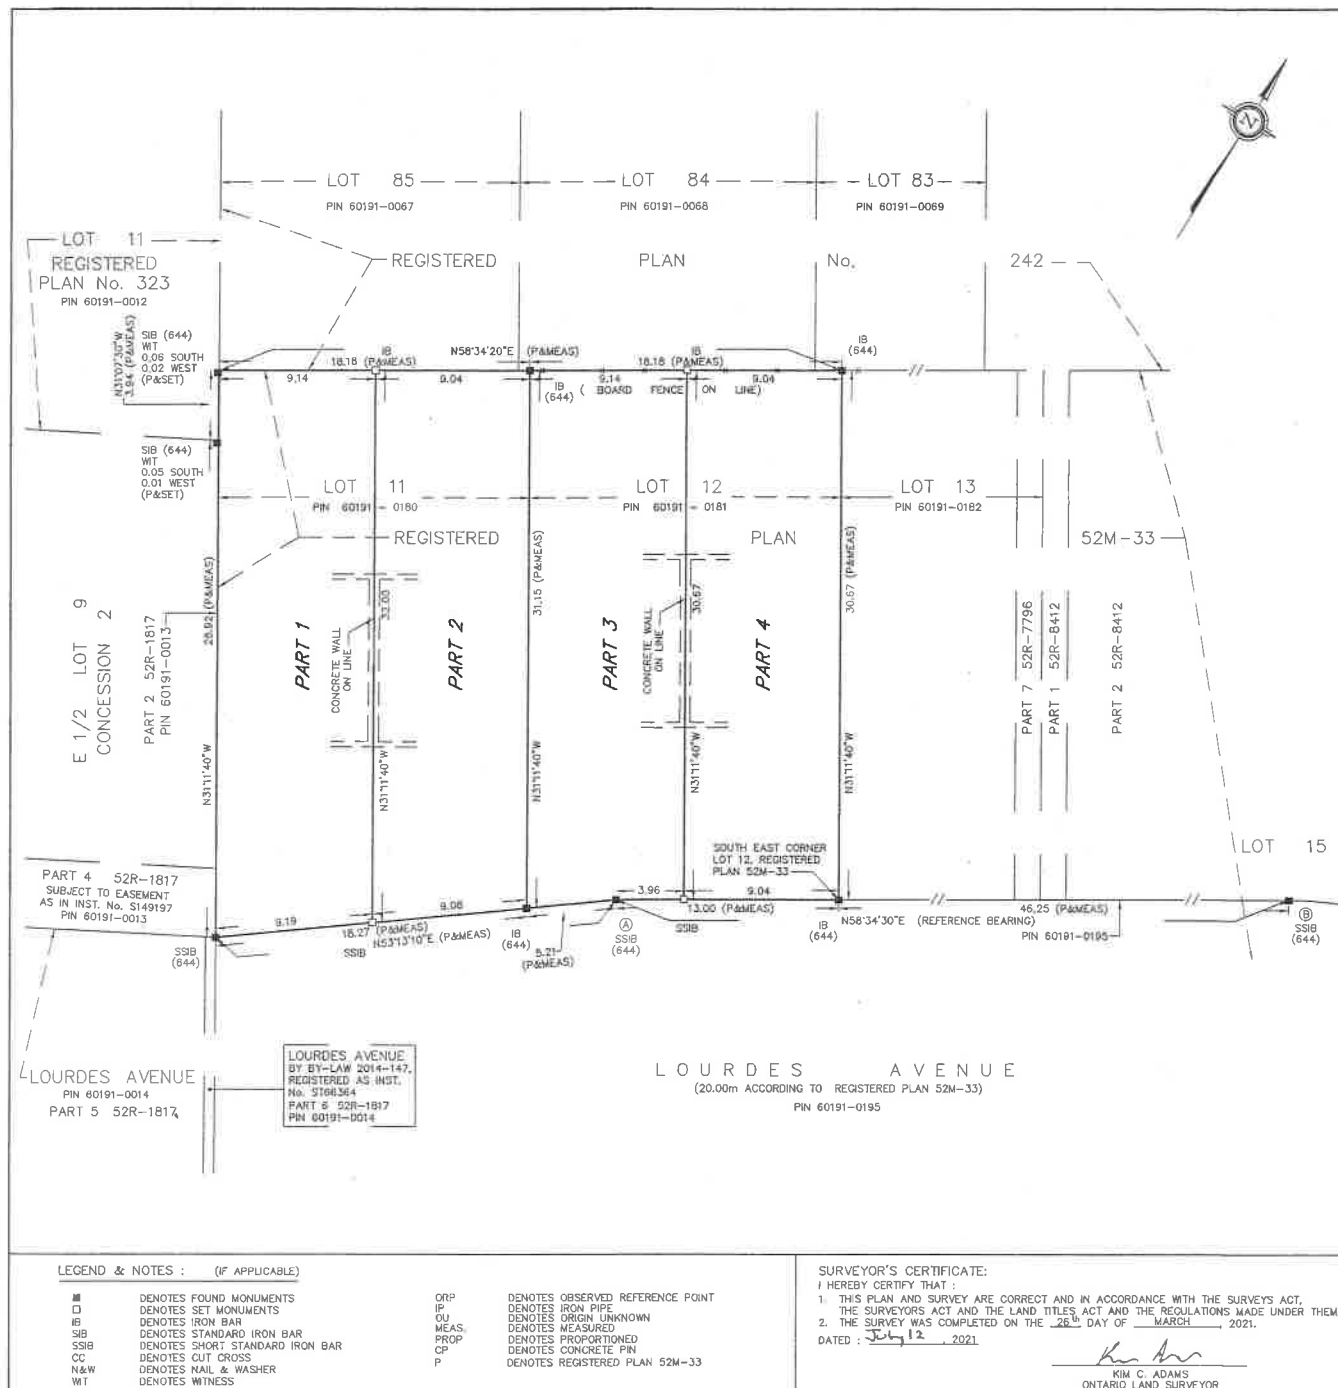 N
LOT 85
PIN 60191-0067
LOT 84
PIN 60191-0068
LOT 83
PIN 60191-0069
LOT 11
REGISTERED
PLAN No. 323
PIN 60191-0012
REGISTERED PLAN No. 242
N31°07'30"W
3.94 (P&MEAS)
SIB (644)
WIT
0.06 SOUTH
0.02 WEST
(P&SET)
IB
18.18 (P&MEAS)
N58°34'20"E (P&MEAS)
IB
18.18 (P&MEAS)
IB
(644)
9.14
9.04
IB
(644)
9.14
9.04
( BOARD FENCE ON LINE)
SIB (644)
WIT
0.05 SOUTH
0.01 WEST
(P&SET)
LOT 11
PIN 60191-0180
LOT 12
PIN 60191-0181
LOT 13
PIN 60191-0182
REGISTERED PLAN 52M-33
E 1/2 LOT 9
CONCESSION 2
PART 2 52R-1817
PIN 60191-0013
(P&MEAS)
N31°11'40"W
PART 1
CONCRETE WALL
ON LINE
N31°11'40"W
PART 2
31.15 (P&MEAS)
N31°11'40"W
PART 3
CONCRETE WALL
ON LINE
30.67
N31°11'40"W
PART 4
30.67 (P&MEAS)
N31°11'40"W
PART 7 52R-7796
PART 1 52R-8412
PART 2 52R-8412
LOT 15
SOUTH EAST CORNER
LOT 12, REGISTERED
PLAN 52M-33
PART 4 52R-1817
SUBJECT TO EASEMENT
AS IN INST. No. S149197
PIN 60191-0013
SSIB
(644)
9.19
9.08
18.27 (P&MEAS)
N53°13'10"E (P&MEAS)
SSIB
IB
(644)
5.21
(P&MEAS)
A
SSIB
(644)
3.96
9.04
13.00 (P&MEAS)
SSIB
IB
(644)
N58°34'30"E (REFERENCE BEARING)
46.25 (P&MEAS)
PIN 60191-0195
B
SSIB
(644)
LOURDES AVENUE
PIN 60191-0014
PART 5 52R-1817
LOURDES AVENUE
BY BY-LAW 2014-147,
REGISTERED AS INST.
No. ST66364
PART 6 52R-1817
PIN 60191-0014
LOURDES AVENUE
(20.00m ACCORDING TO REGISTERED PLAN 52M-33)
PIN 60191-0195
LEGEND & NOTES : (IF APPLICABLE)
DENOTES FOUND MONUMENTS
DENOTES SET MONUMENTS
IB DENOTES IRON BAR
SIB DENOTES STANDARD IRON BAR
SSIB DENOTES SHORT STANDARD IRON BAR
CC DENOTES CUT CROSS
N&W DENOTES NAIL & WASHER
WIT DENOTES WITNESS
ORP DENOTES OBSERVED REFERENCE POINT
IP DENOTES IRON PIPE
OU DENOTES ORIGIN UNKNOWN
MEAS. DENOTES MEASURED
PROP DENOTES PROPORTIONED
CP DENOTES CONCRETE PIN
P DENOTES REGISTERED PLAN 52M-33
SURVEYOR'S CERTIFICATE:
I HEREBY CERTIFY THAT :
1. THIS PLAN AND SURVEY ARE CORRECT AND IN ACCORDANCE WITH THE SURVEYS ACT,
THE SURVEYORS ACT AND THE LAND TITLES ACT AND THE REGULATIONS MADE UNDER THEM
2. THE SURVEY WAS COMPLETED ON THE 26th DAY OF MARCH, 2021.
DATED : July 12, 2021
KIM C. ADAMS
ONTARIO LAND SURVEYOR